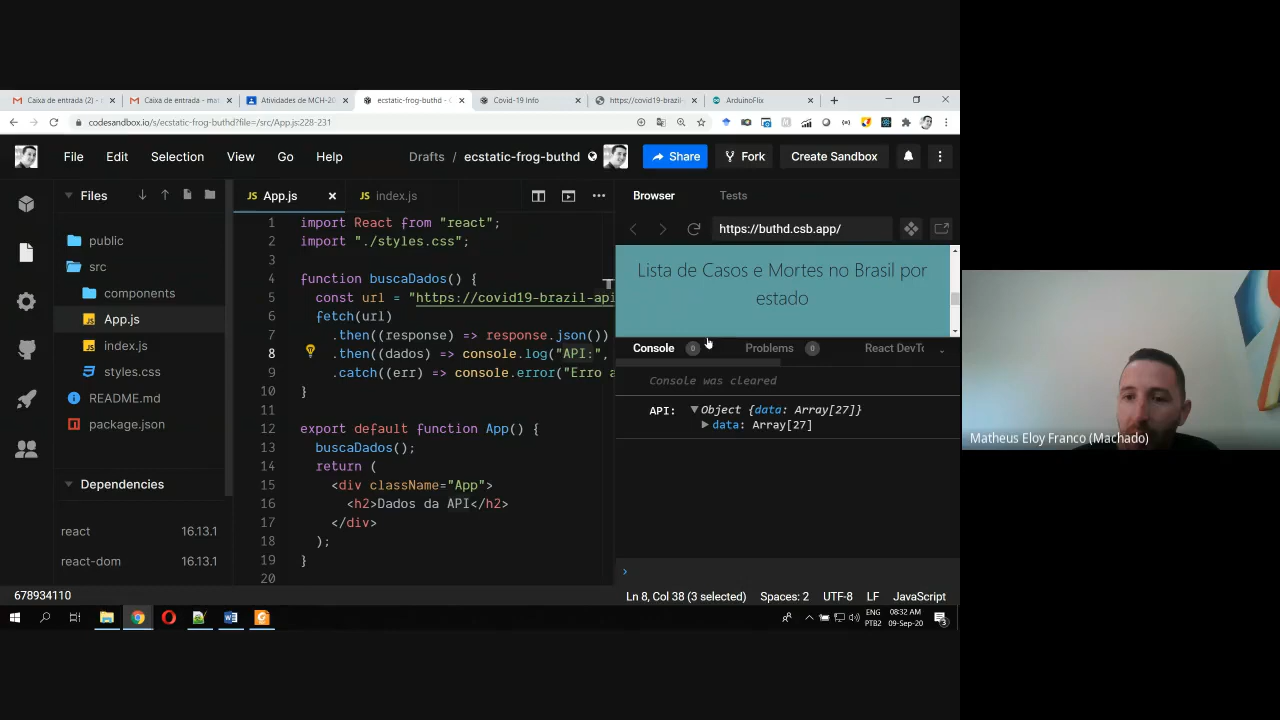 Caixa de entrada (2) -
Caixa de entrada - mat
Atividades de MCH-20
ecstatic-frog-buthd - C
Covid-19 Info
https://covid19-brazil-
ArduinoFlix
codesandbox.io/s/ecstatic-frog-buthd?file=/src/App.js:228-231
File Edit Selection View Go Help
Drafts / ecstatic-frog-buthd
Share
Fork
Create Sandbox
Files
public
src
components
App.js
index.js
styles.css
README.md
package.json
Dependencies
react 16.13.1
react-dom 16.13.1
JS App.js
JS index.js
1 import React from "react";
2 import "./styles.css";
3
4 function buscaDados() {
5 const url = "https://covid19-brazil-api
6 fetch(url)
7 .then((response) => response.json())
8 .then((dados) => console.log("API:",
9 .catch((err) => console.error("Erro a
10 }
11
12 export default function App() {
13 buscaDados();
14 return (
15 <div className="App">
16 <h2>Dados da API</h2>
17 </div>
18 );
19 }
20
Browser
Tests
https://buthd.csb.app/
Lista de Casos e Mortes no Brasil por
estado
Console 0
Problems 0
React DevTo
Console was cleared
API: ▼Object {data: Array[27]}
▶ data: Array[27]
›
678934110
Ln 8, Col 38 (3 selected) Spaces: 2 UTF-8 LF JavaScript
ENG
PTB2
08:32 AM
09-Sep-20
3
Matheus Eloy Franco (Machado)